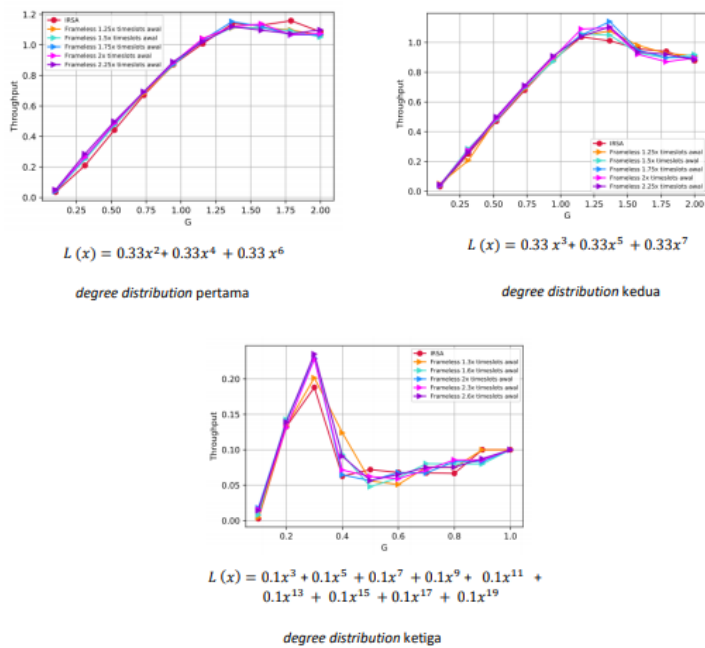 1.2
1.0
0.8
0.6
0.4
0.2
0.0
Throughput
0.25 0.50 0.75 1.00 1.25 1.50 1.75 2.00
G
IRSA
Frameless 1.25x timeslots awal
Frameless 1.5x timeslots awal
Frameless 1.75x timeslots awal
Frameless 2x timeslots awal
Frameless 2.25x timeslots awal
L (x) = 0.33x² + 0.33x⁴ + 0.33 x⁶
degree distribution pertama
1.0
0.8
0.6
0.4
0.2
0.0
Throughput
0.25 0.50 0.75 1.00 1.25 1.50 1.75 2.00
G
IRSA
Frameless 1.25x timeslots awal
Frameless 1.5x timeslots awal
Frameless 1.75x timeslots awal
Frameless 2x timeslots awal
Frameless 2.25x timeslots awal
L (x) = 0.33 x³ + 0.33x⁵ + 0.33x⁷
degree distribution kedua
0.20
0.15
0.10
0.05
0.00
Throughput
0.2 0.4 0.6 0.8 1.0
G
IRSA
Frameless 1.3x timeslots awal
Frameless 1.6x timeslots awal
Frameless 2x timeslots awal
Frameless 2.3x timeslots awal
Frameless 2.6x timeslots awal
L (x) = 0.1x³ + 0.1x⁵ + 0.1x⁷ + 0.1x⁹ + 0.1x¹¹ +
0.1x¹³ + 0.1x¹⁵ + 0.1x¹⁷ + 0.1x¹⁹
degree distribution ketiga